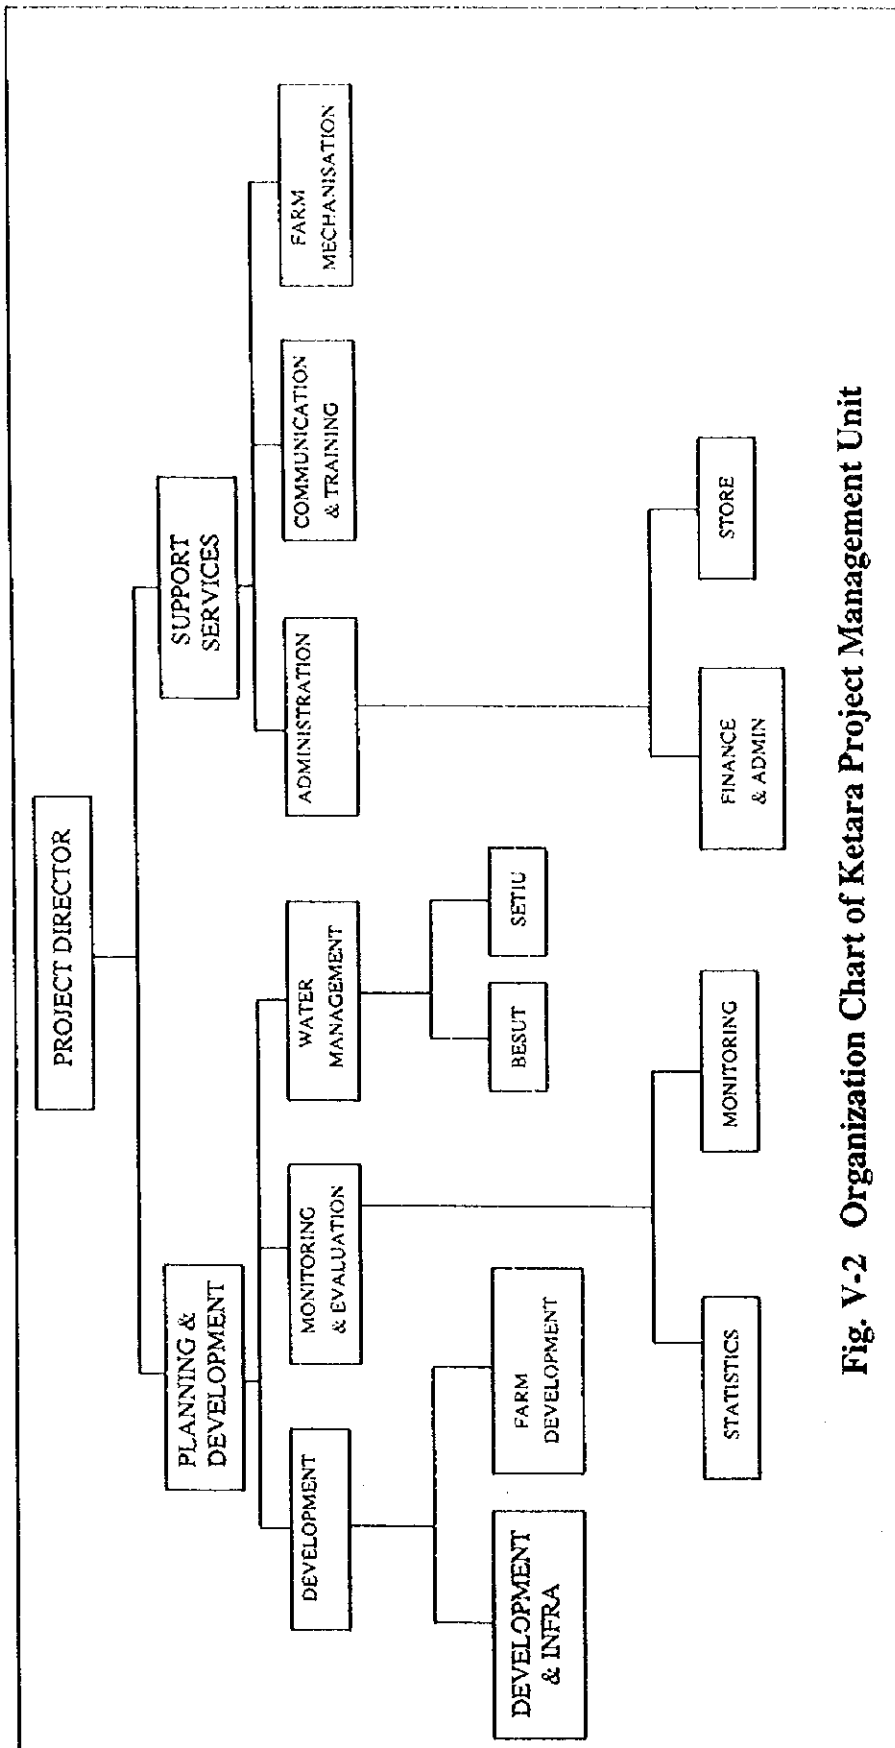 PROJECT DIRECTOR
PLANNING &
DEVELOPMENT
SUPPORT
SERVICES
DEVELOPMENT
MONITORING
& EVALUATION
WATER
MANAGEMENT
ADMINISTRATION
COMMUNICATION
& TRAINING
FARM
MECHANISATION
DEVELOPMENT
& INFRA
FARM
DEVELOPMENT
BESUT
SETIU
STATISTICS
MONITORING
FINANCE
& ADMIN
STORE
Fig. V-2 Organization Chart of Ketara Project Management Unit